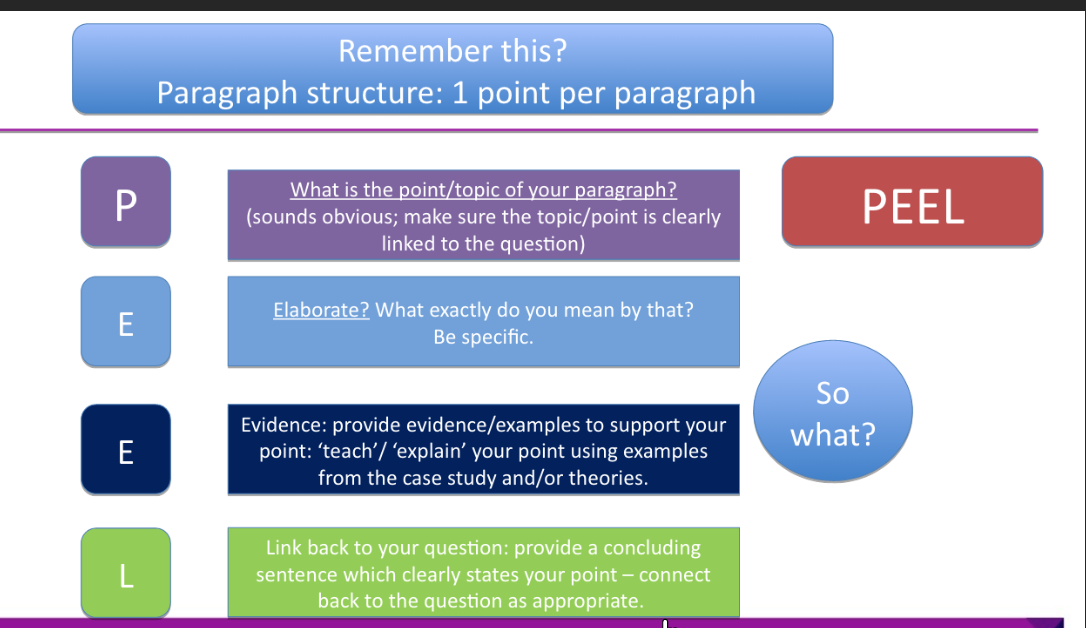 Remember this?
Paragraph structure: 1 point per paragraph
P
What is the point/topic of your paragraph?
(sounds obvious; make sure the topic/point is clearly
linked to the question)
PEEL
E
Elaborate? What exactly do you mean by that?
Be specific.
So
what?
E
Evidence: provide evidence/examples to support your
point: ‘teach’/ ‘explain’ your point using examples
from the case study and/or theories.
L
Link back to your question: provide a concluding
sentence which clearly states your point – connect
back to the question as appropriate.